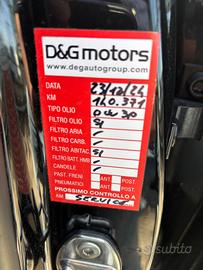 D&G motors
www.degautogroup.com
DATA 23/12/24
KM 140.371
TIPO OLIO 0W30
FILTRO OLIO SI
FILTRO ARIA /
FILTRO CARB. /
FILTRO ABITAC SI
FILTRO BATT. HMB /
CANDELE /
PAST. FRENI ANT POST.
PNEUMATICI ANT POST.
PROSSIMO CONTROLLO A
KM SERVICE
subito